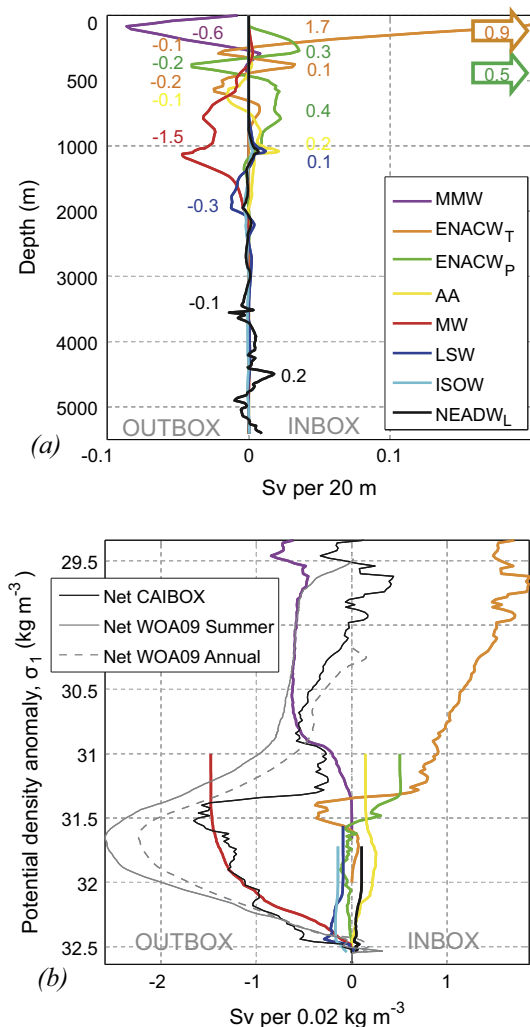 0
-0.6
1.7
0.9
-0.1
0.3
-0.2
0.1
0.5
500
-0.2
-0.1
0.4
-1.5
0.2
1000
0.1
-0.3
2000
MMW
ENACW_T
ENACW_P
AA
MW
LSW
ISOW
NEADW_L
3000
-0.1
4000
0.2
5000
Depth (m)
OUTBOX
INBOX
(a)
-0.1
0
0.1
Sv per 20 m
29.5
Net CAIBOX
Net WOA09 Summer
Net WOA09 Annual
30.5
31
31.5
32
32.5
Potential density anomaly, σ₁ (kg m⁻³)
OUTBOX
INBOX
(b)
-2
-1
0
1
Sv per 0.02 kg m⁻³